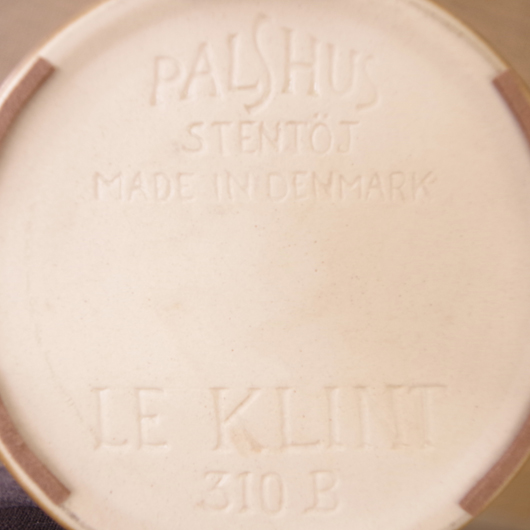 PALSHUS
STENTÖJ
MADE IN DENMARK
LE KLINT
310 B